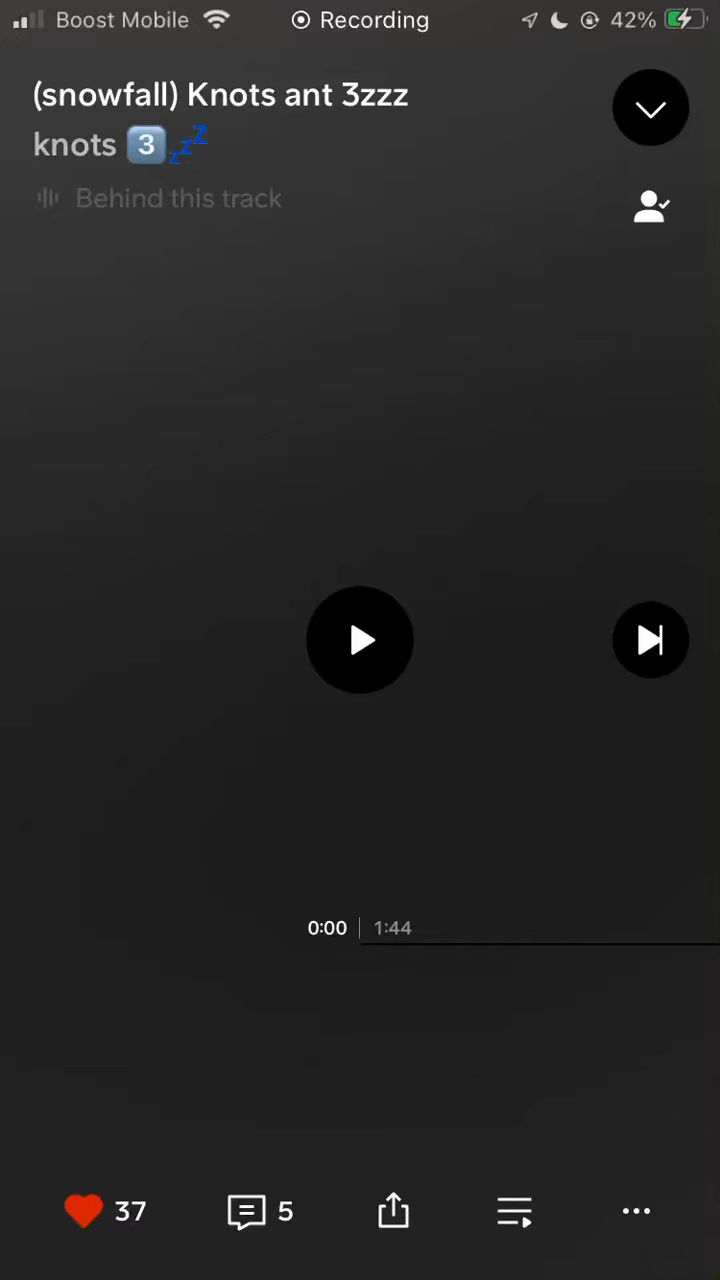 Boost Mobile Recording 42%
(snowfall) Knots ant 3zzz
knots 3️⃣💤
Behind this track
0:00 1:44
37 5